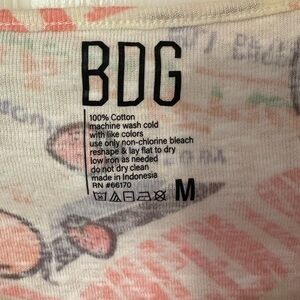 BDG
100% Cotton
machine wash cold
with like colors
use only non-chlorine bleach
reshape & lay flat to dry
low iron as needed
do not dry clean
made in Indonesia
RN #66170
M